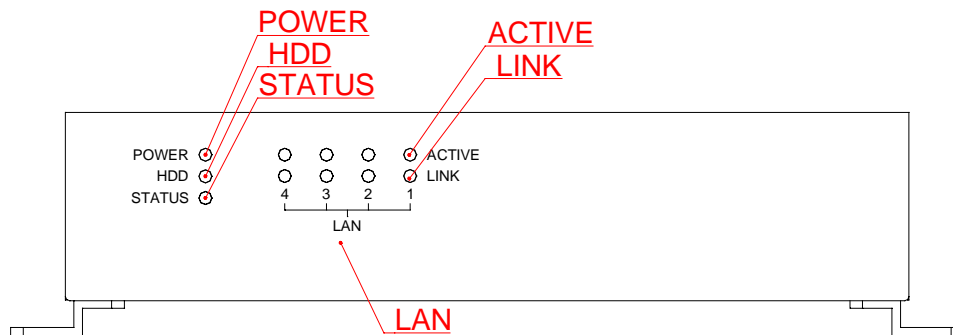 POWER
HDD
STATUS
ACTIVE
LINK
POWER
HDD
STATUS
ACTIVE
LINK
4 3 2 1
LAN
LAN